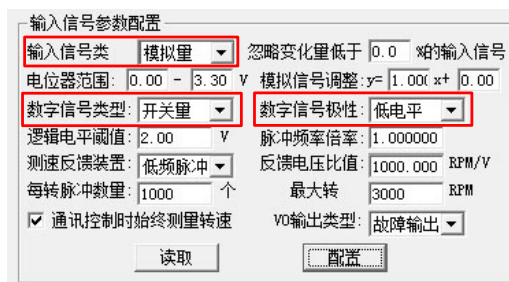 输入信号参数配置
输入信号类 模拟量 忽略变化量低于 0.0 %的输入信号
电位器范围: 0.00 - 3.30 V 模拟信号调整:y= 1.00( x+ 0.00
数字信号类型: 开关量 数字信号极性: 低电平
逻辑电平阈值: 2.00 V 脉冲频率倍率: 1.000000
测速反馈装置: 低频脉冲 反馈电压比值: 1000.000 RPM/V
每转脉冲数量: 1000 个 最大转 3000 RPM
通讯控制时始终测量转速 VO输出类型: 故障输出
读取 配置